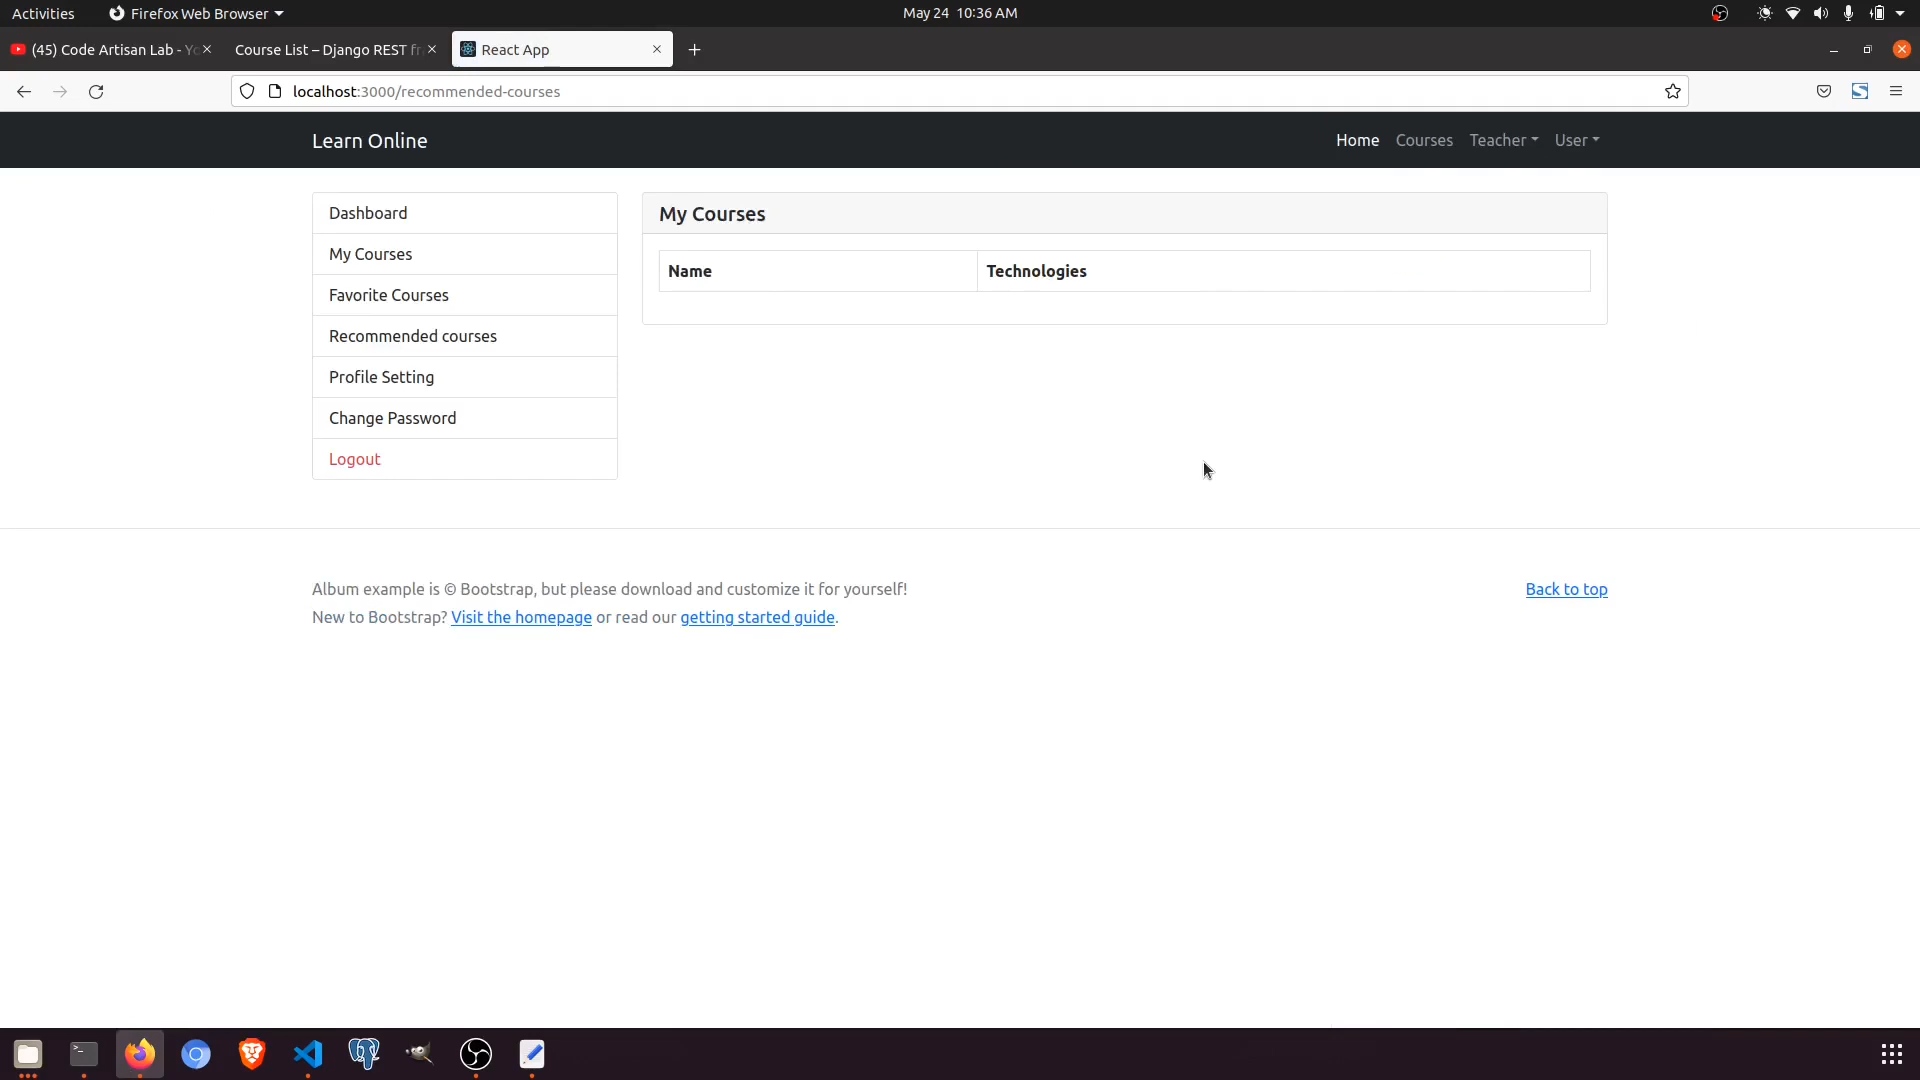 Activities
Firefox Web Browser
May 24 10:36 AM
(45) Code Artisan Lab - Yo
Course List – Django REST fr
React App
localhost:3000/recommended-courses
Learn Online
Home
Courses
Teacher
User
Dashboard
My Courses
Favorite Courses
Recommended courses
Profile Setting
Change Password
Logout
My Courses
Name
Technologies
Album example is © Bootstrap, but please download and customize it for yourself!
Back to top
New to Bootstrap? Visit the homepage or read our getting started guide.